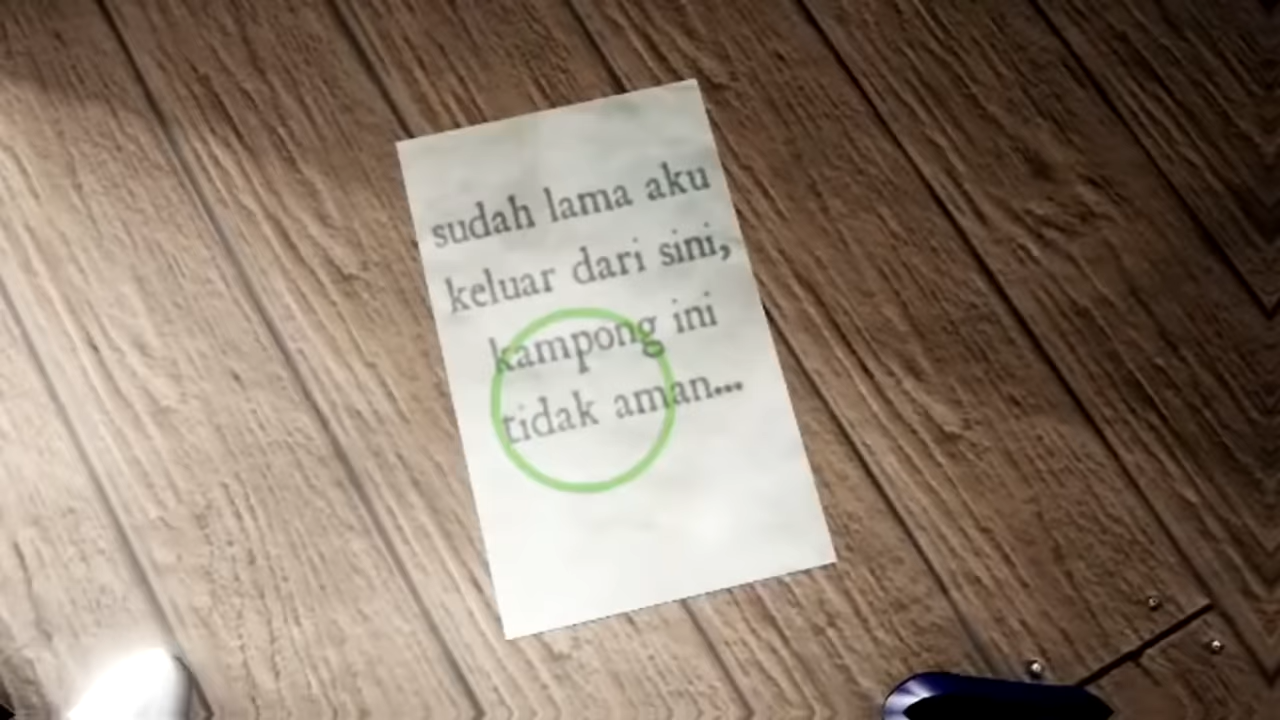 sudah lama aku
keluar dari sini,
kampong ini
tidak aman...